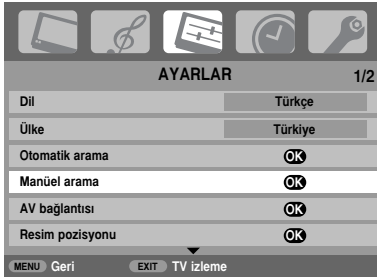 AYARLAR 1/2
Dil Türkçe
Ülke Türkiye
Otomatik arama OK
Manüel arama OK
AV bağlantısı OK
Resim pozisyonu OK
MENU Geri EXIT TV izleme